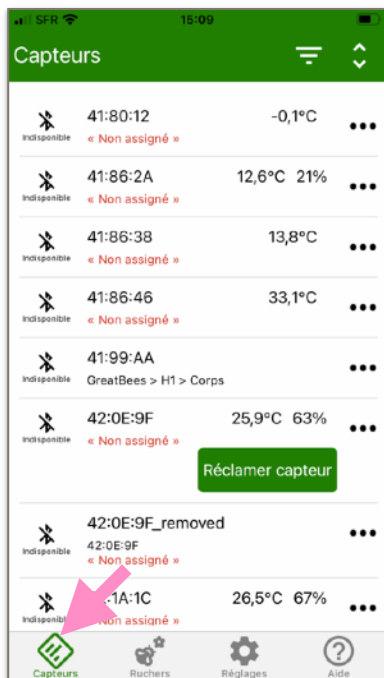 SFR 15:09
Capteurs
41:80:12 -0,1°C
Indisponible « Non assigné »
41:86:2A 12,6°C 21%
Indisponible « Non assigné »
41:86:38 13,8°C
Indisponible « Non assigné »
41:86:46 33,1°C
Indisponible « Non assigné »
41:99:AA
Indisponible GreatBees > H1 > Corps
42:0E:9F 25,9°C 63%
Indisponible « Non assigné »
Réclamer capteur
42:0E:9F_removed
Indisponible 42:0E:9F
« Non assigné »
:1A:1C 26,5°C 67%
Indisponible Non assigné »
Capteurs Ruchers Réglages Aide